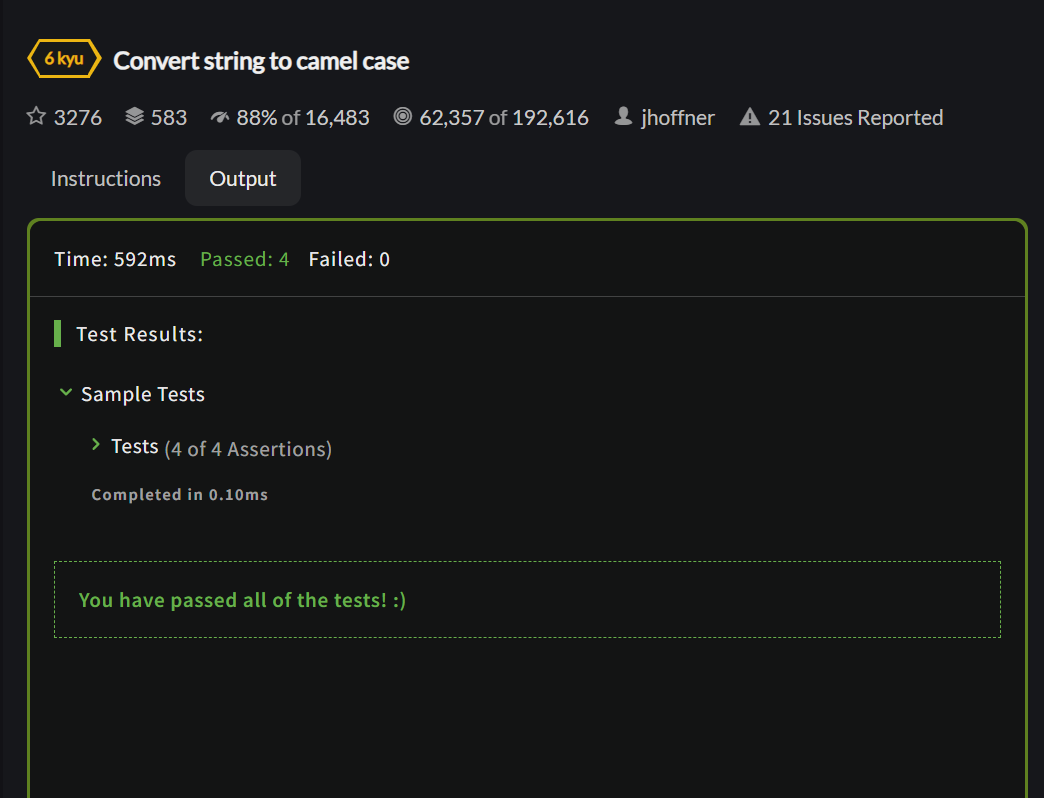 6 kyu Convert string to camel case
3276 583 88% of 16,483 62,357 of 192,616 jhoffner 21 Issues Reported
Instructions Output
Time: 592ms Passed: 4 Failed: 0
Test Results:
Sample Tests
Tests (4 of 4 Assertions)
Completed in 0.10ms
You have passed all of the tests! :)